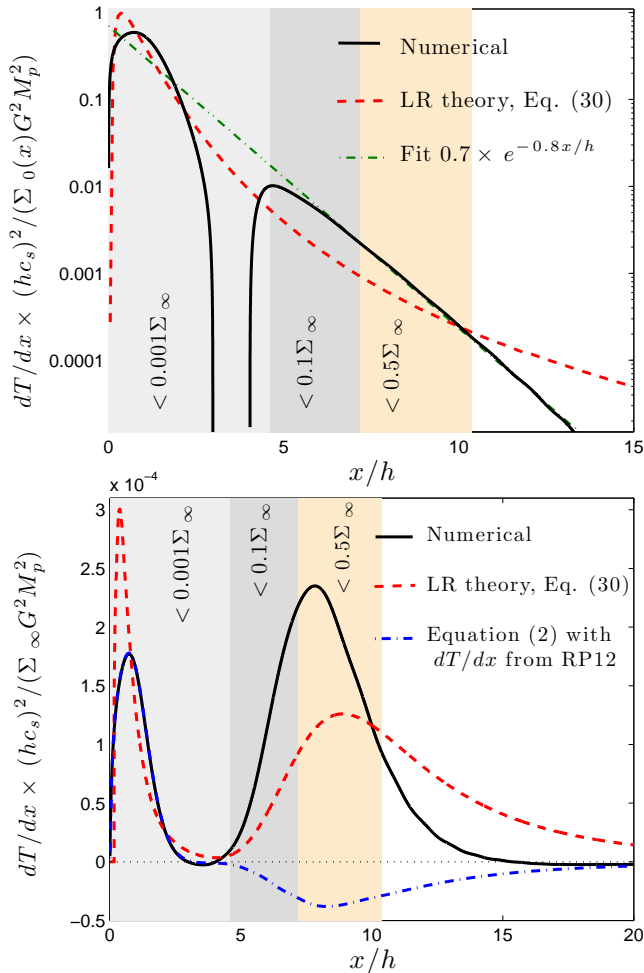 1
0.1
0.01
0.001
0.0001
dT/dx × (hc_s)^2/(Σ_0(x)G^2M_p^2)
Numerical
LR theory, Eq. (30)
Fit 0.7 × e^{-0.8x/h}
< 0.001Σ_∞
< 0.1Σ_∞
< 0.5Σ_∞
0 5 10 15
x/h
x 10^{-4}
3
2.5
2
1.5
1
0.5
0
−0.5
dT/dx × (hc_s)^2/(Σ_∞G^2M_p^2)
< 0.001Σ_∞
< 0.1Σ_∞
< 0.5Σ_∞
Numerical
LR theory, Eq. (30)
Equation (2) with
dT/dx from RP12
0 5 10 15 20
x/h